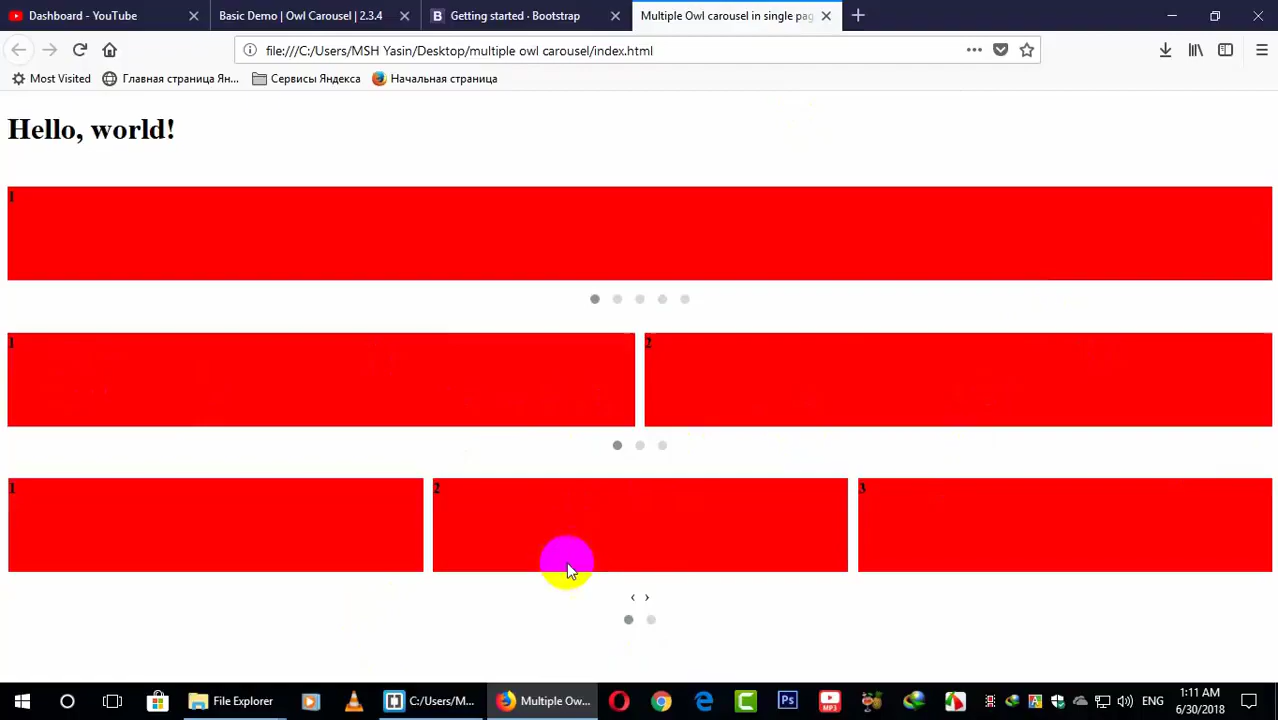 Dashboard - YouTube
Basic Demo | Owl Carousel | 2.3.4
Getting started · Bootstrap
Multiple Owl carousel in single pag
file:///C:/Users/MSH Yasin/Desktop/multiple owl carousel/index.html
Most Visited
Главная страница Ян...
Сервисы Яндекса
Начальная страница
Hello, world!
1
1
2
1
2
3
‹ ›
File Explorer
C:/Users/M...
Multiple Ow...
MP3
ENG
1:11 AM
6/30/2018